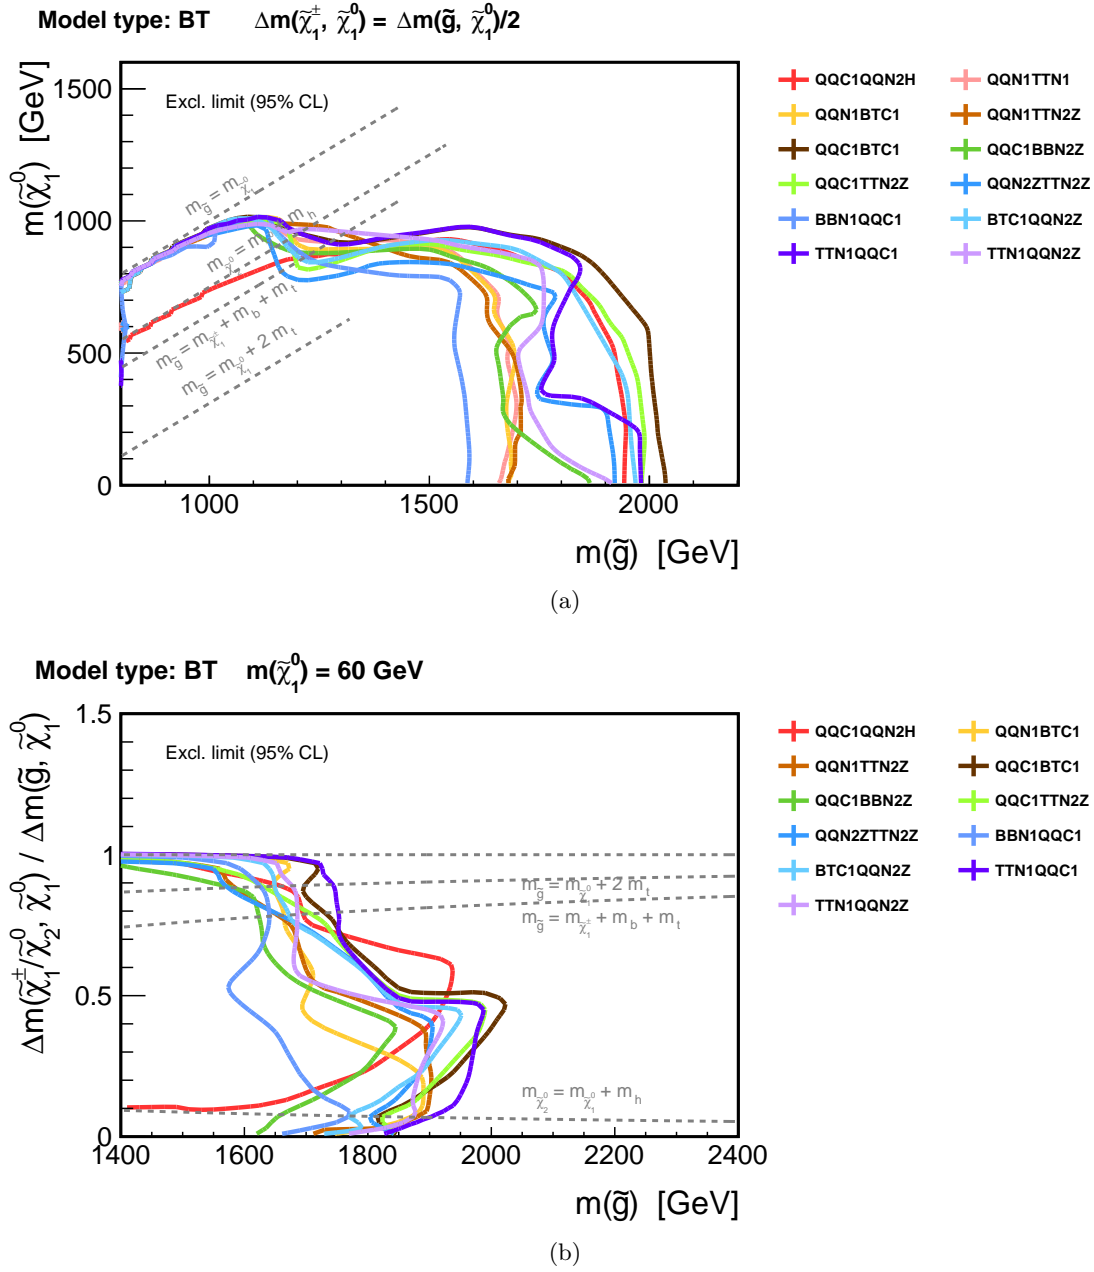 Model type: BT Δm(χ̃₁±, χ̃₁⁰) = Δm(g̃, χ̃₁⁰)/2
m(χ̃₁⁰) [GeV]
1500
1000
500
0
Excl. limit (95% CL)
m_g̃ = m_χ̃₁⁰
m_χ̃₂⁰ = m_χ̃₁⁰ + m_h
m_g̃ = m_χ̃₁± + m_b + m_t
m_g̃ = m_χ̃₁⁰ + 2 m_t
1000 1500 2000
m(g̃) [GeV]
QQC1QQN2H QQN1TTN1
QQN1BTC1 QQN1TTN2Z
QQC1BTC1 QQC1BBN2Z
QQC1TTN2Z QQN2ZTTN2Z
BBN1QQC1 BTC1QQN2Z
TTN1QQC1 TTN1QQN2Z
(a)
Model type: BT m(χ̃₁⁰) = 60 GeV
Δm(χ̃₁±/χ̃₂⁰, χ̃₁⁰) / Δm(g̃, χ̃₁⁰)
1.5
1
0.5
0
Excl. limit (95% CL)
m_g̃ = m_χ̃₁⁰ + 2 m_t
m_g̃ = m_χ̃₁± + m_b + m_t
m_χ̃₂⁰ = m_χ̃₁⁰ + m_h
1400 1600 1800 2000 2200 2400
m(g̃) [GeV]
QQC1QQN2H QQN1BTC1
QQN1TTN2Z QQC1BTC1
QQC1BBN2Z QQC1TTN2Z
QQN2ZTTN2Z BBN1QQC1
BTC1QQN2Z TTN1QQC1
TTN1QQN2Z
(b)